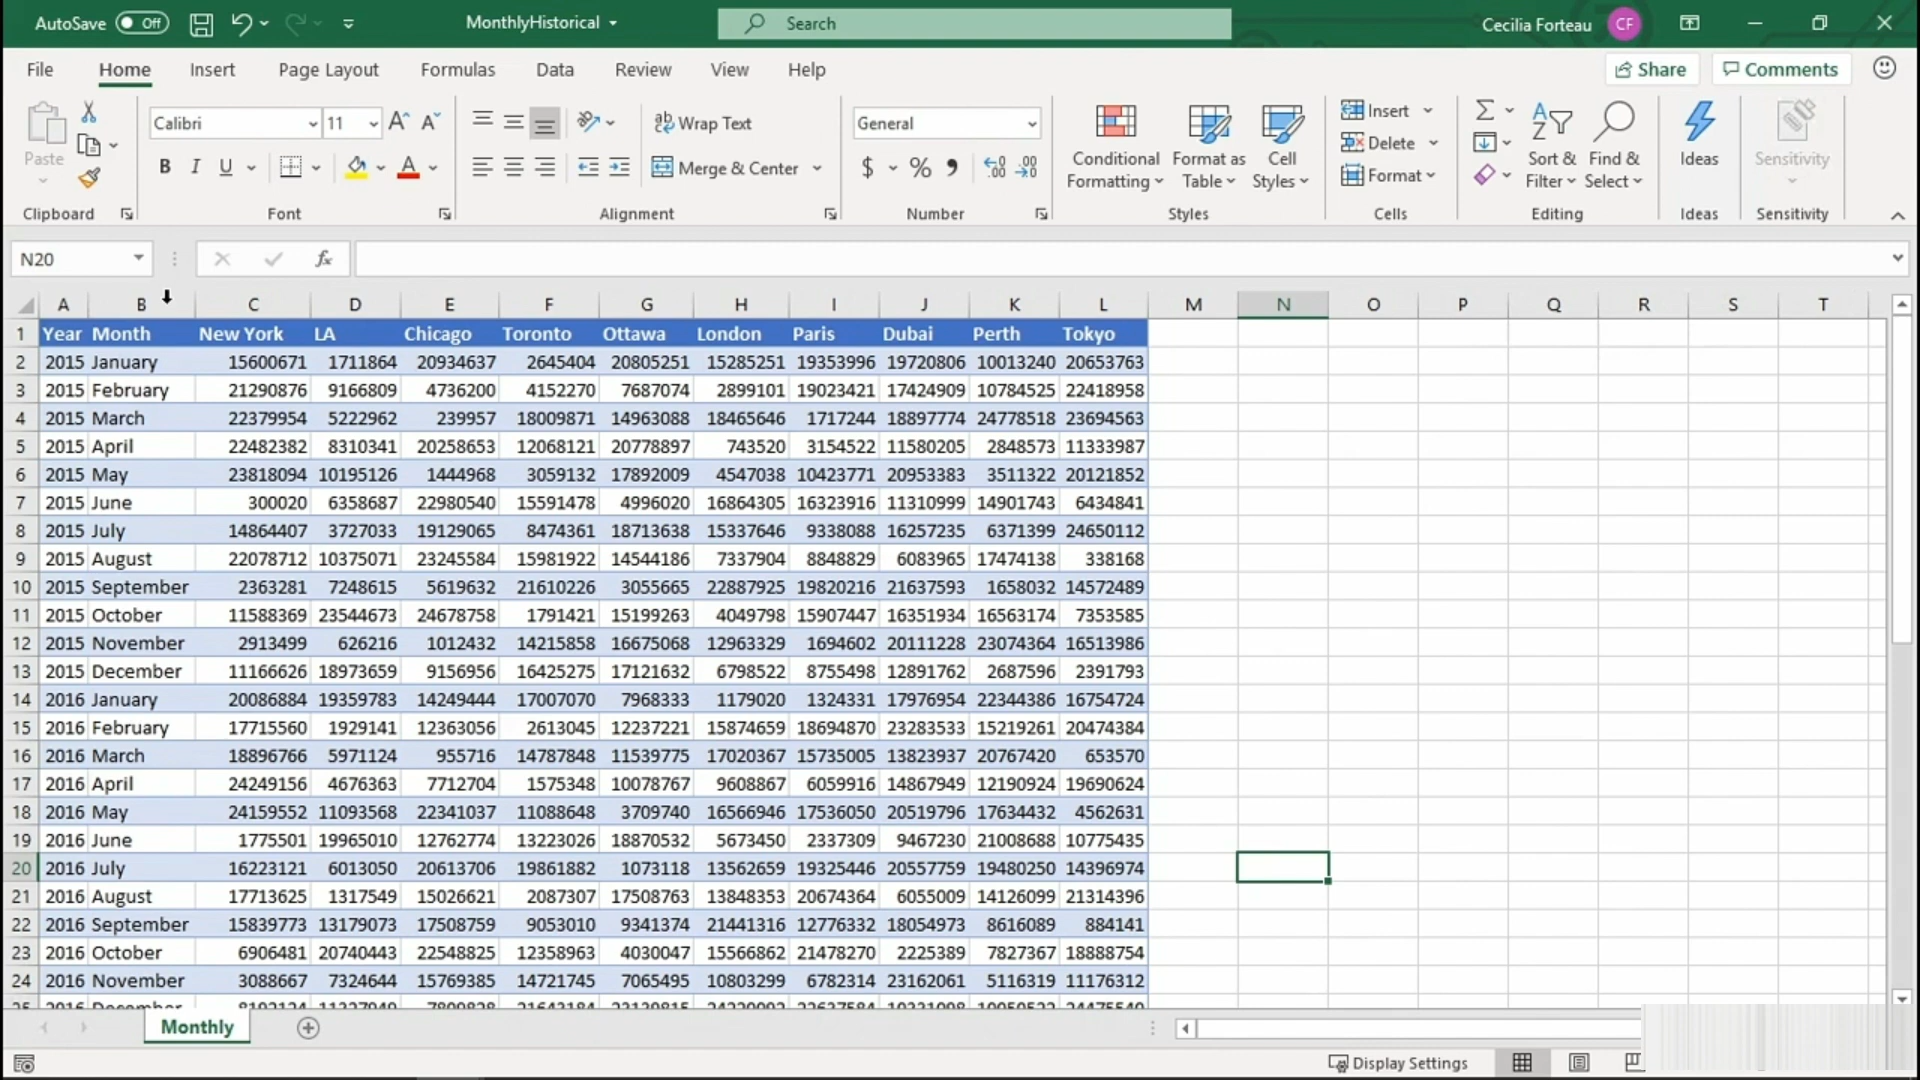 AutoSave Off MonthlyHistorical Search Cecilia Forteau CF
File Home Insert Page Layout Formulas Data Review View Help Share Comments
Paste Calibri 11 A A Wrap Text General Insert Σ
B I U A Merge & Center $ % Conditional Formatting Format as Table Cell Styles Delete Format Sort & Filter Find & Select Ideas Sensitivity
Clipboard Font Alignment Number Styles Cells Editing Ideas Sensitivity
N20 fx
A B C D E F G H I J K L M N O P Q R S T
1 Year Month New York LA Chicago Toronto Ottawa London Paris Dubai Perth Tokyo
2 2015 January 15600671 1711864 20934637 2645404 20805251 15285251 19353996 19720806 10013240 20653763
3 2015 February 21290876 9166809 4736200 4152270 7687074 2899101 19023421 17424909 10784525 22418958
4 2015 March 22379954 5222962 239957 18009871 14963088 18465646 1717244 18897774 24778518 23694563
5 2015 April 22482382 8310341 20258653 12068121 20778897 743520 3154522 11580205 2848573 11333987
6 2015 May 23818094 10195126 1444968 3059132 17892009 4547038 10423771 20953383 3511322 20121852
7 2015 June 300020 6358687 22980540 15591478 4996020 16864305 16323916 11310999 14901743 6434841
8 2015 July 14864407 3727033 19129065 8474361 18713638 15337646 9338088 16257235 6371399 24650112
9 2015 August 22078712 10375071 23245584 15981922 14544186 7337904 8848829 6083965 17474138 338168
10 2015 September 2363281 7248615 5619632 21610226 3055665 22887925 19820216 21637593 1658032 14572489
11 2015 October 11588369 23544673 24678758 1791421 15199263 4049798 15907447 16351934 16563174 7353585
12 2015 November 2913499 626216 1012432 14215858 16675068 12963329 1694602 20111228 23074364 16513986
13 2015 December 11166626 18973659 9156956 16425275 17121632 6798522 8755498 12891762 2687596 2391793
14 2016 January 20086884 19359783 14249444 17007070 7968333 1179020 1324331 17976954 22344386 16754724
15 2016 February 17715560 1929141 12363056 2613045 12237221 15874659 18694870 23283533 15219261 20474384
16 2016 March 18896766 5971124 955716 14787848 11539775 17020367 15735005 13823937 20767420 653570
17 2016 April 24249156 4676363 7712704 1575348 10078767 9608867 6059916 14867949 12190924 19690624
18 2016 May 24159552 11093568 22341037 11088648 3709740 16566946 17536050 20519796 17634432 4562631
19 2016 June 1775501 19965010 12762774 13223026 18870532 5673450 2337309 9467230 21008688 10775435
20 2016 July 16223121 6013050 20613706 19861882 1073118 13562659 19325446 20557759 19480250 14396974
21 2016 August 17713625 1317549 15026621 2087307 17508763 13848353 20674364 6055009 14126099 21314396
22 2016 September 15839773 13179073 17508759 9053010 9341374 21441316 12776332 18054973 8616089 884141
23 2016 October 6906481 20740443 22548825 12358963 4030047 15566862 21478270 2225389 7827367 18888754
24 2016 November 3088667 7324644 15769385 14721745 7065495 10803299 6782314 23162061 5116319 11176312
Monthly
Display Settings